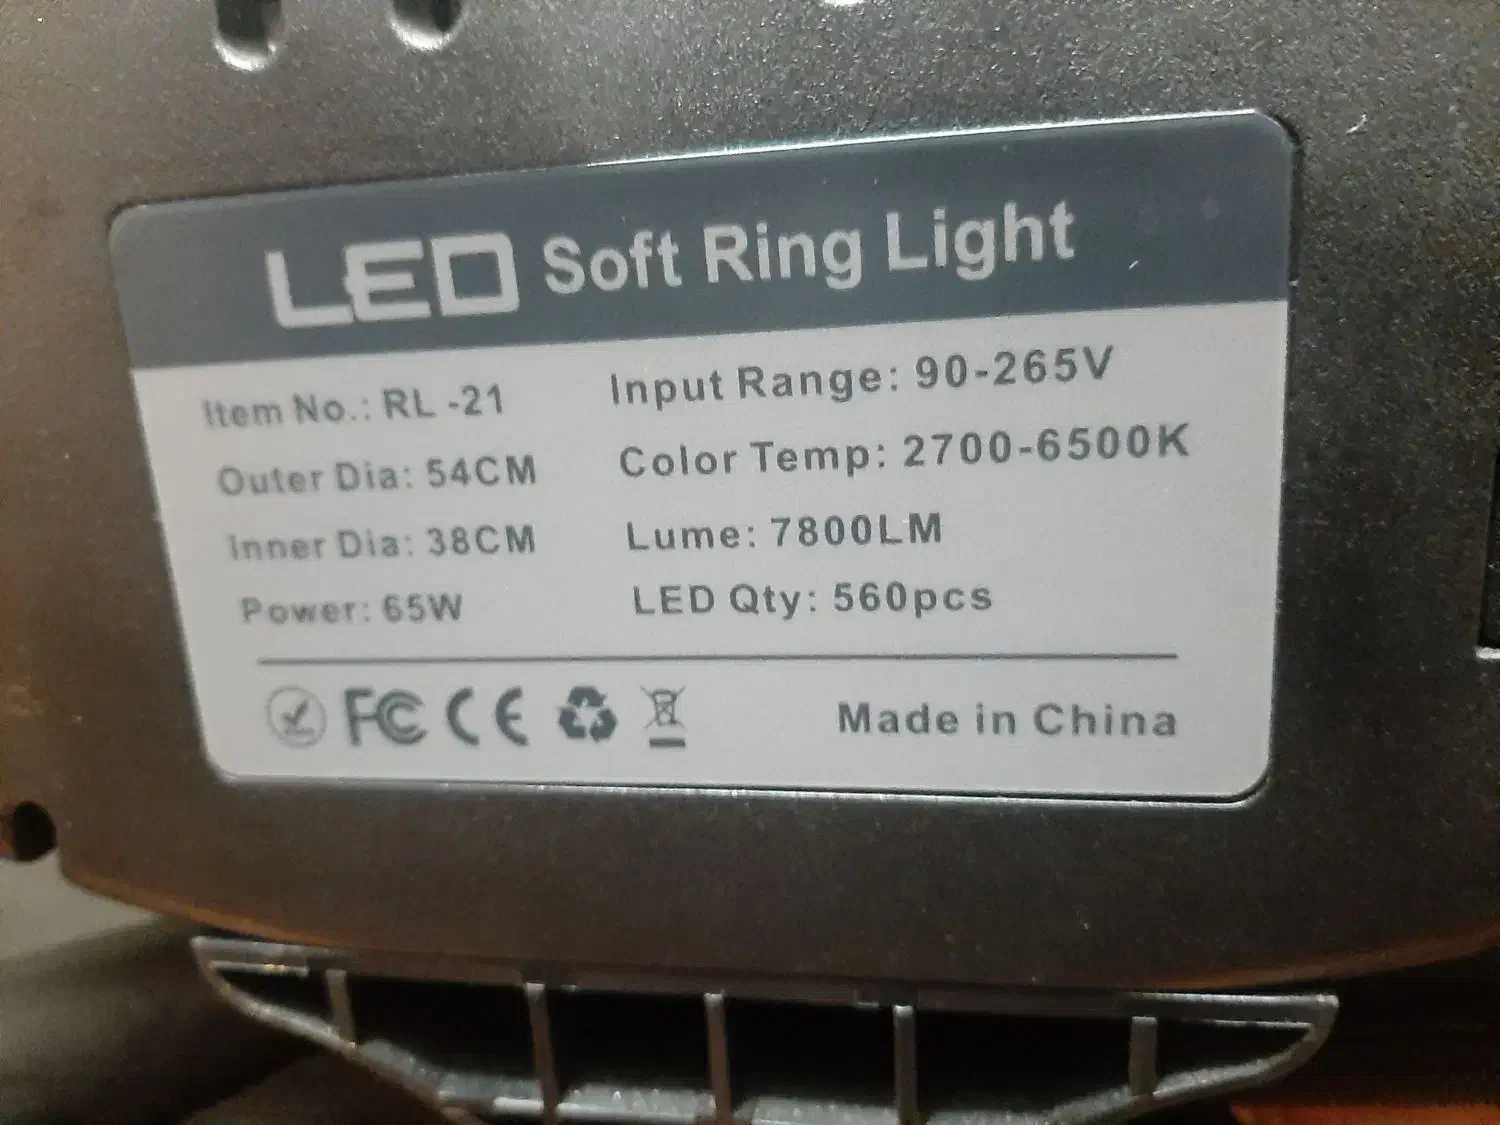 LED Soft Ring Light
Item No.: RL -21
Input Range: 90-265V
Outer Dia: 54CM
Color Temp: 2700-6500K
Inner Dia: 38CM
Lume: 7800LM
Power: 65W
LED Qty: 560pcs
FC CE
Made in China